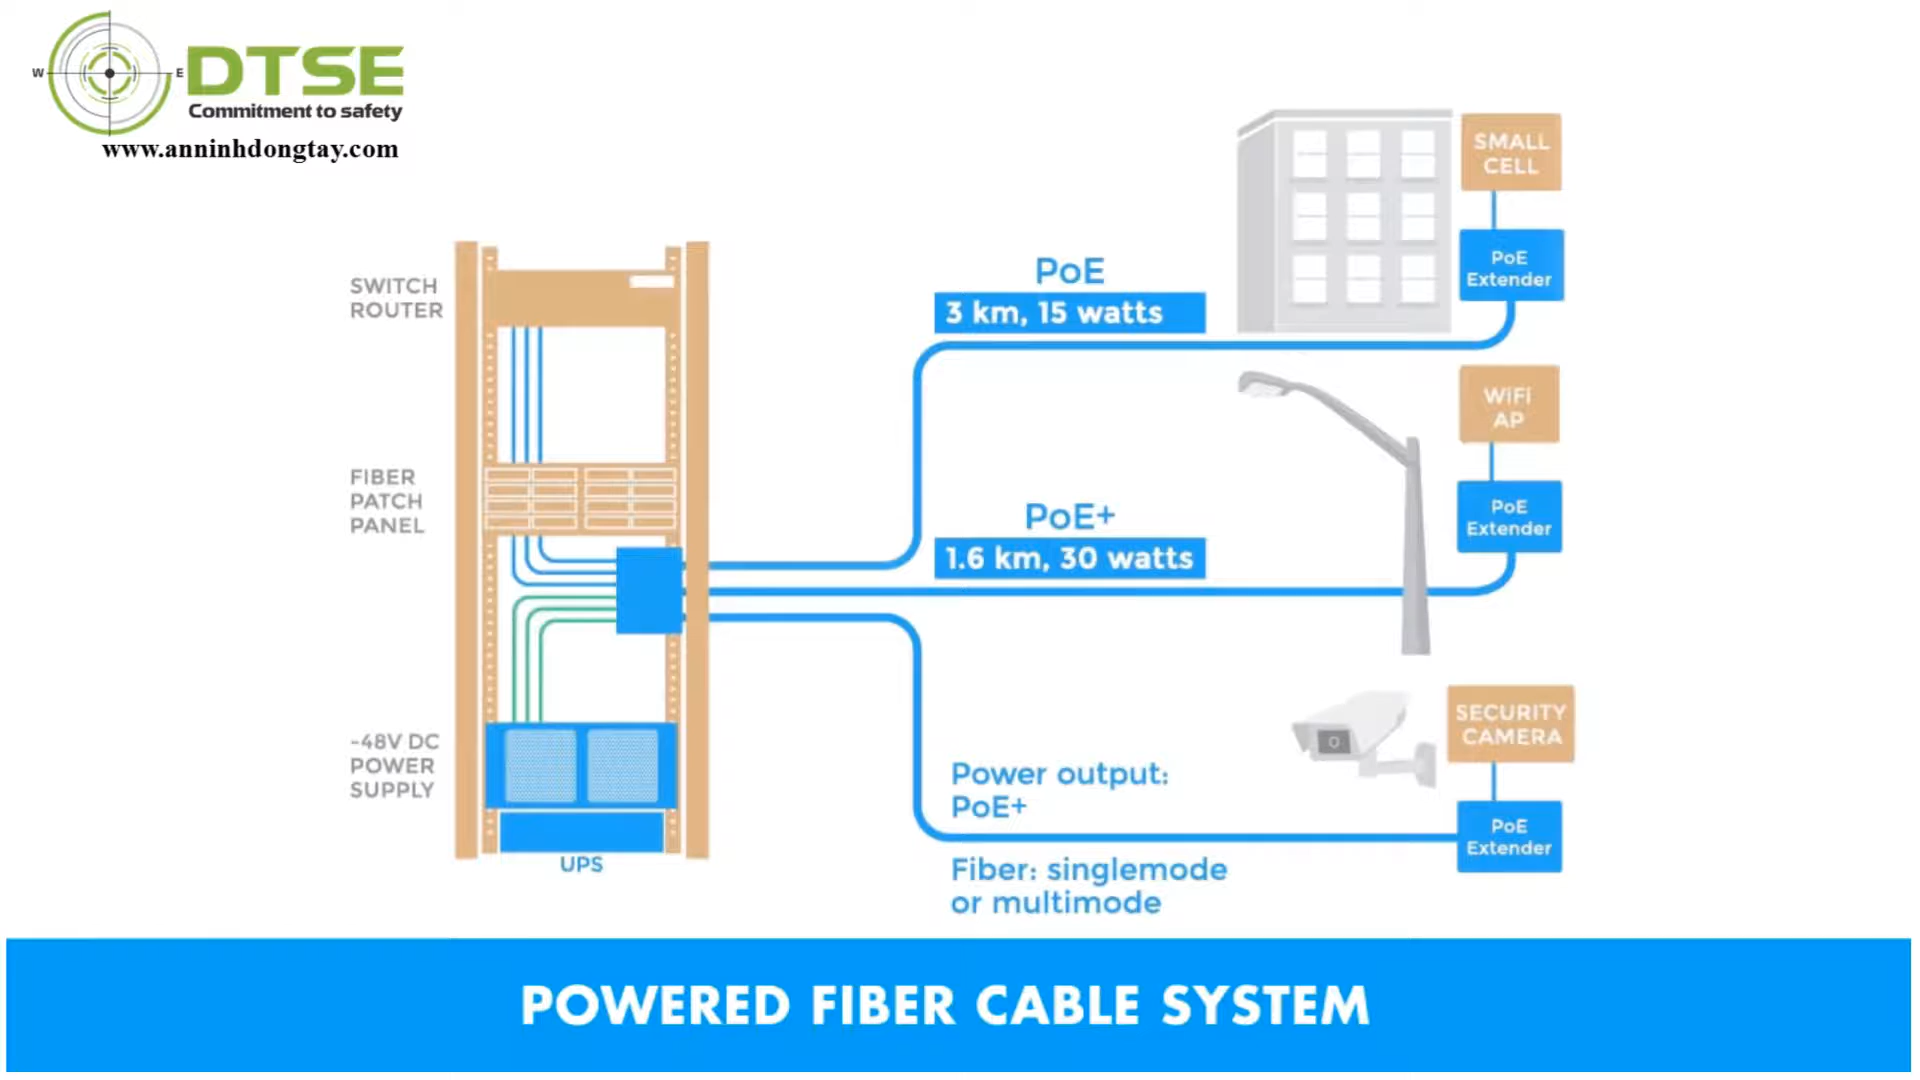 W E
DTSE
Commitment to safety
www.anninhdongtay.com
SMALL
CELL
PoE
Extender
PoE
3 km, 15 watts
SWITCH
ROUTER
WiFi
AP
PoE
Extender
PoE+
1.6 km, 30 watts
FIBER
PATCH
PANEL
SECURITY
CAMERA
PoE
Extender
-48V DC
POWER
SUPPLY
UPS
Power output:
PoE+
Fiber: singlemode
or multimode
POWERED FIBER CABLE SYSTEM